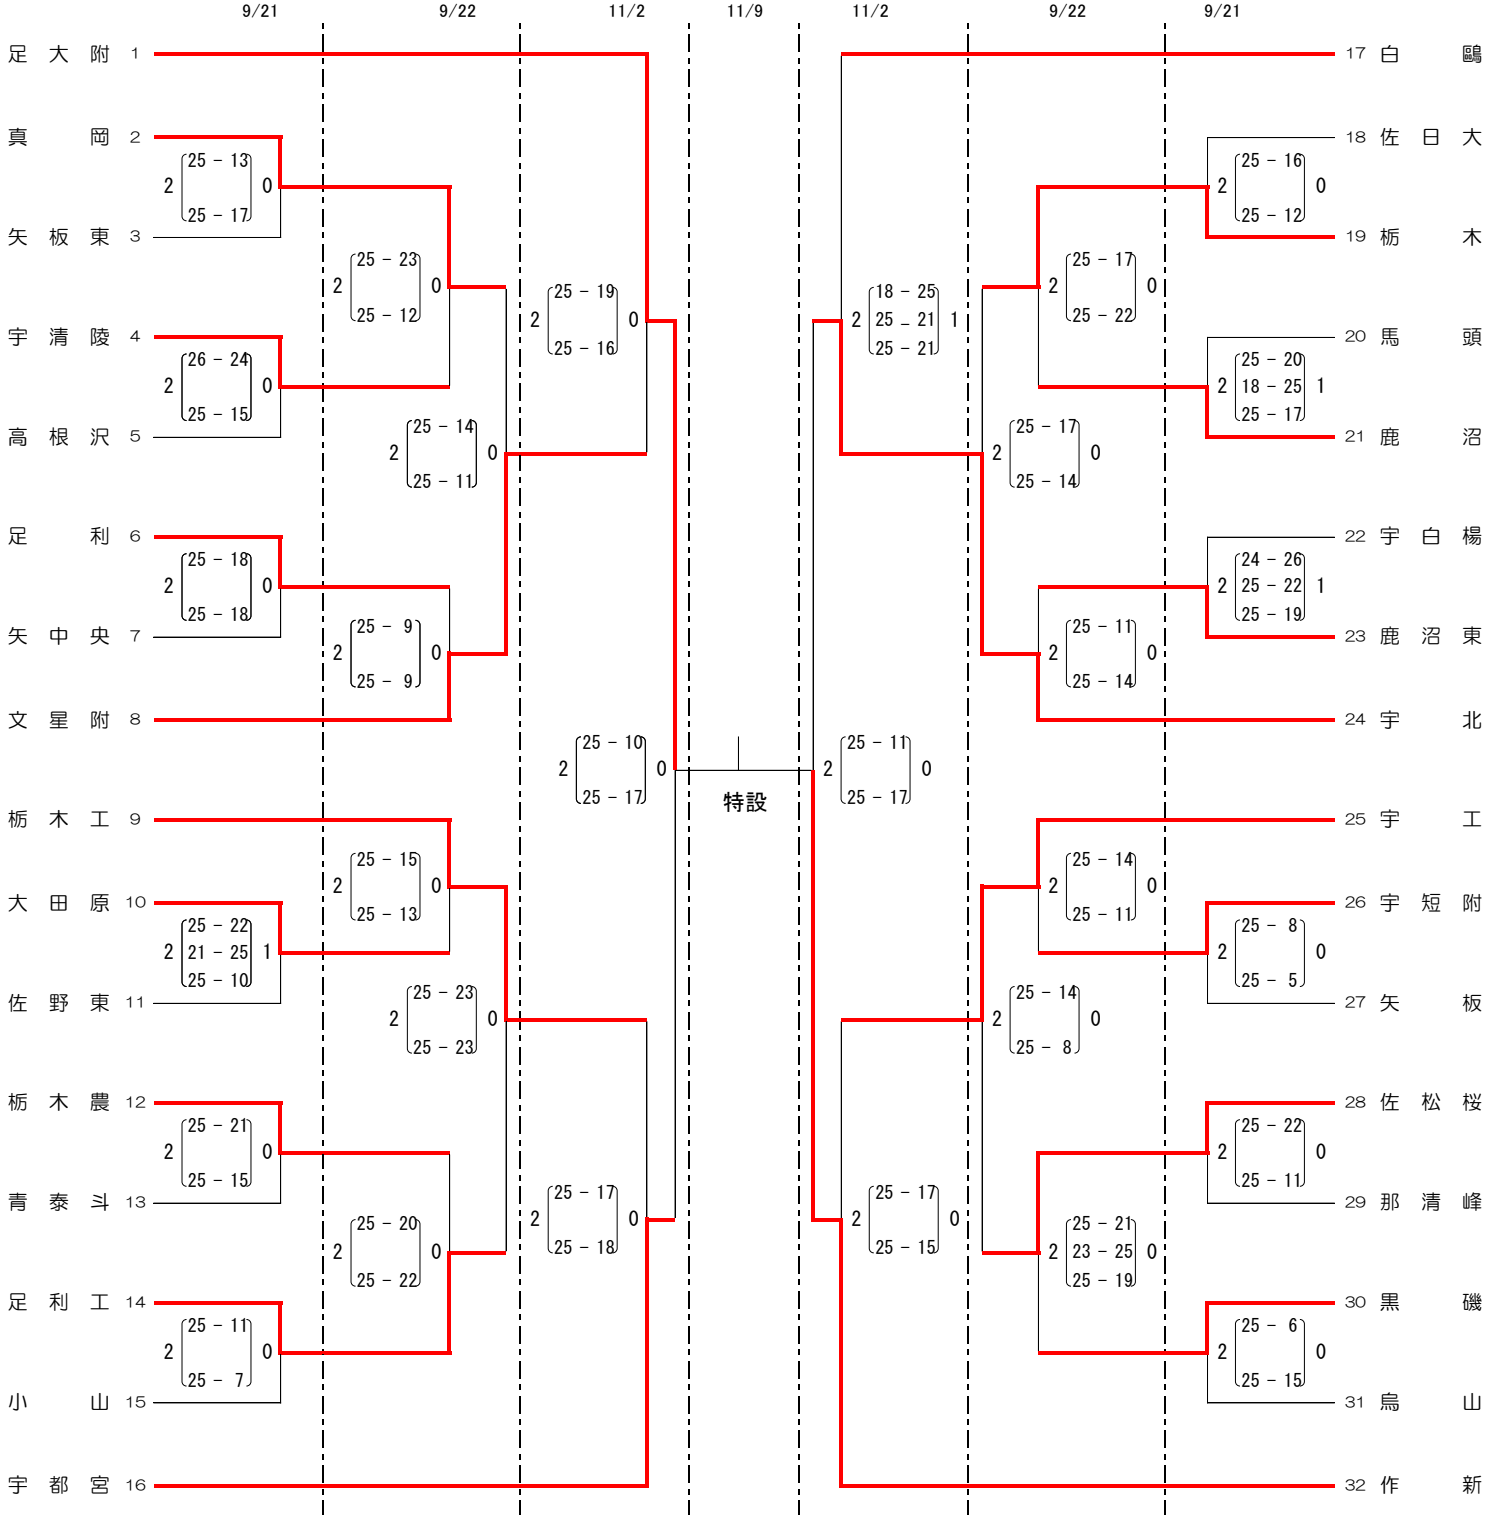 9/21 9/22 11/2 11/9 11/2 9/22 9/21
足大附 1
17 白鷗
真岡 2
18 佐日大
25 - 13
2 0
25 - 17
25 - 16
2 0
25 - 12
矢板東 3
19 栃木
25 - 23
2 0
25 - 12
25 - 17
2 0
25 - 22
25 - 19
2 0
25 - 16
18 - 25
2 25 - 21 1
25 - 21
宇清陵 4
20 馬頭
26 - 24
2 0
25 - 15
25 - 20
2 18 - 25 1
25 - 17
高根沢 5
21 鹿沼
25 - 14
2 0
25 - 11
25 - 17
2 0
25 - 14
足利 6
22 宇白楊
25 - 18
2 0
25 - 18
24 - 26
2 25 - 22 1
25 - 19
矢中央 7
23 鹿沼東
25 - 9
2 0
25 - 9
25 - 11
2 0
25 - 14
文星附 8
24 宇北
25 - 10
2 0
25 - 17
25 - 11
2 0
25 - 17
特設
栃木工 9
25 宇工
25 - 15
2 0
25 - 13
25 - 14
2 0
25 - 11
大田原 10
26 宇短附
25 - 22
2 21 - 25 1
25 - 10
25 - 8
2 0
25 - 5
佐野東 11
27 矢板
25 - 23
2 0
25 - 23
25 - 14
2 0
25 - 8
栃木農 12
28 佐松桜
25 - 21
2 0
25 - 15
25 - 22
2 0
25 - 11
青泰斗 13
29 那清峰
25 - 20
2 0
25 - 22
25 - 17
2 0
25 - 18
25 - 17
2 0
25 - 15
25 - 21
2 23 - 25 0
25 - 19
足利工 14
30 黒磯
25 - 11
2 0
25 - 7
25 - 6
2 0
25 - 15
小山 15
31 烏山
宇都宮 16
32 作新